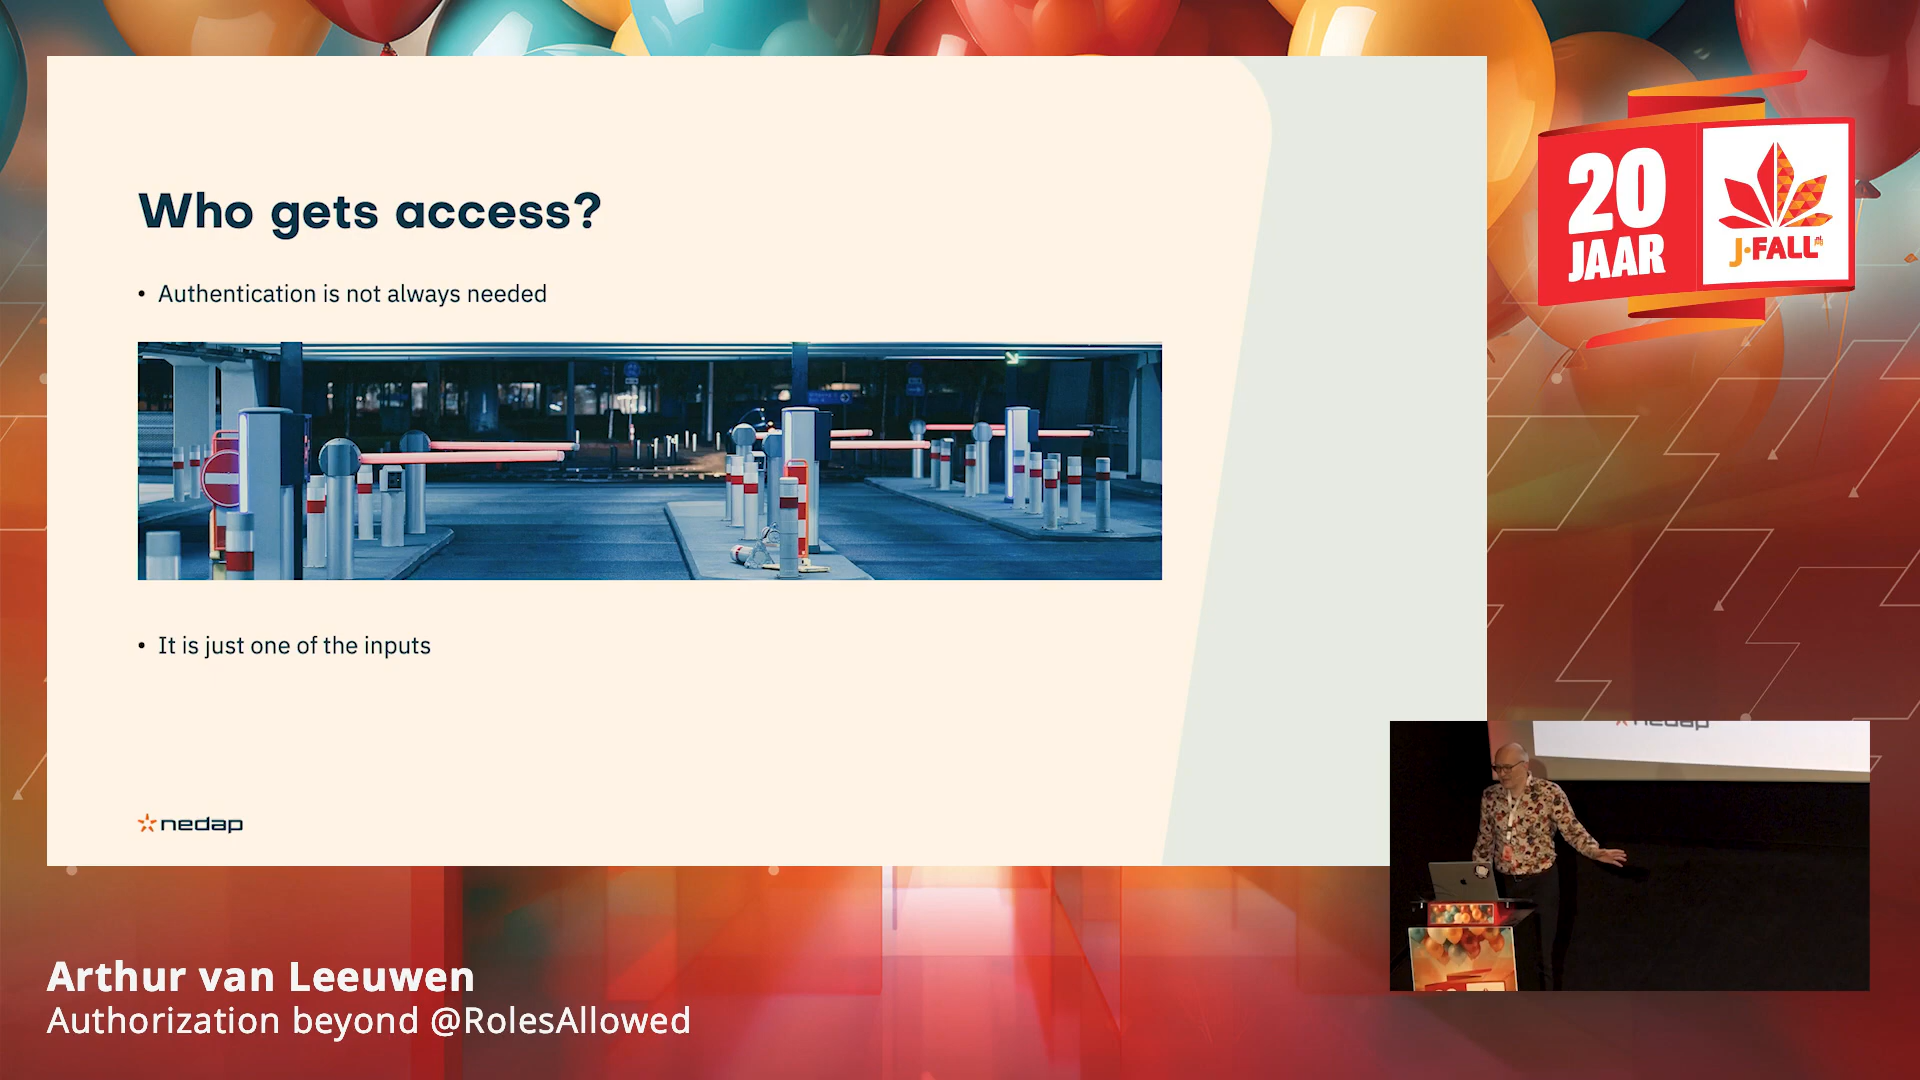 Who gets access?
• Authentication is not always needed
• It is just one of the inputs
nedap
20
JAAR
J-FALL
nedap
Arthur van Leeuwen
Authorization beyond @RolesAllowed